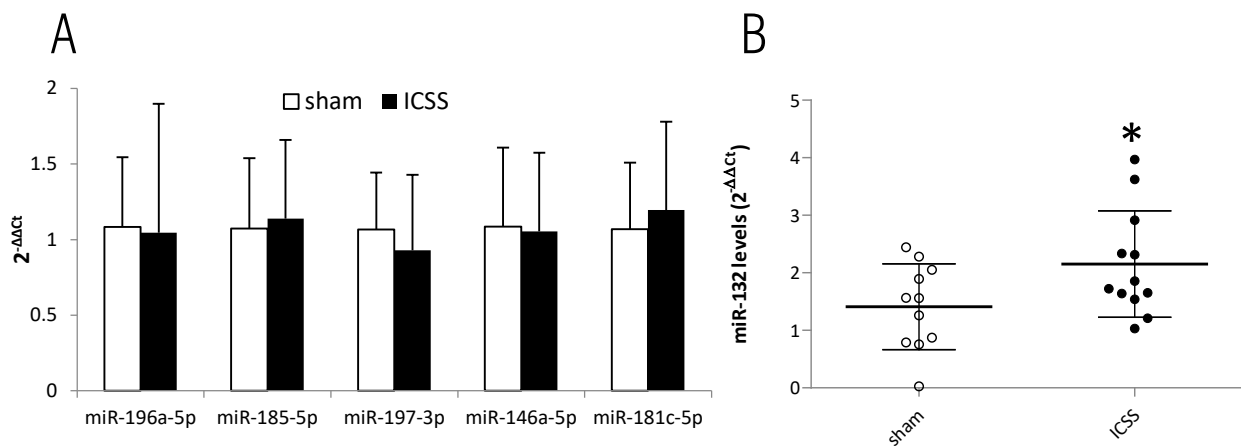 A
2
1.5
1
0.5
0
2-ΔΔCt
sham ICSS
miR-196a-5p miR-185-5p miR-197-3p miR-146a-5p miR-181c-5p
B
5
4
3
2
1
0
miR-132 levels (2-ΔΔCt)
*
sham
ICSS